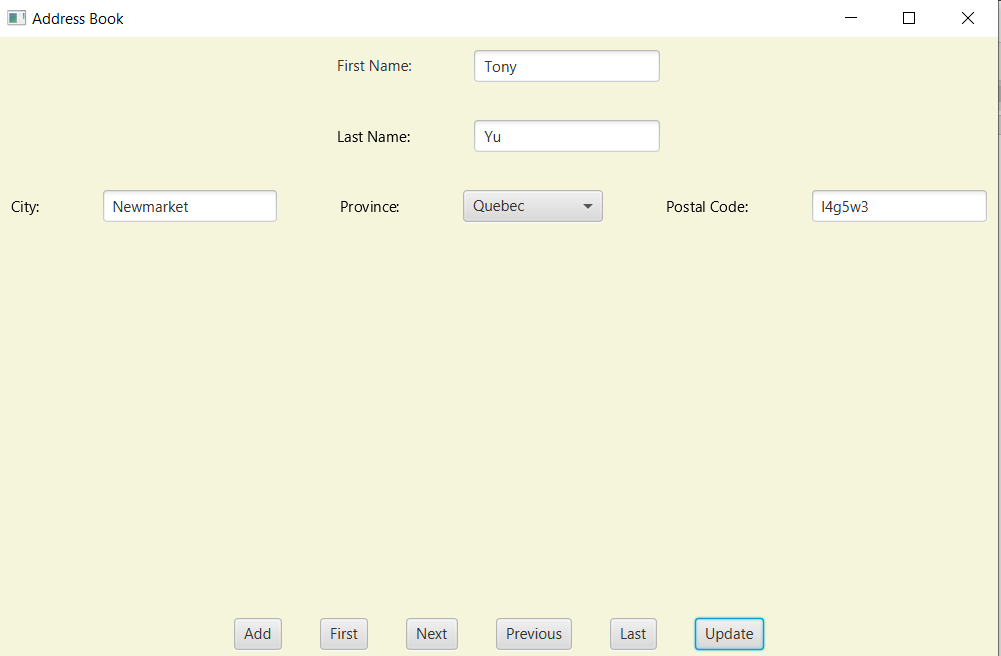 Address Book
First Name: Tony
Last Name: Yu
City: Newmarket Province: Quebec Postal Code: l4g5w3
Add First Next Previous Last Update